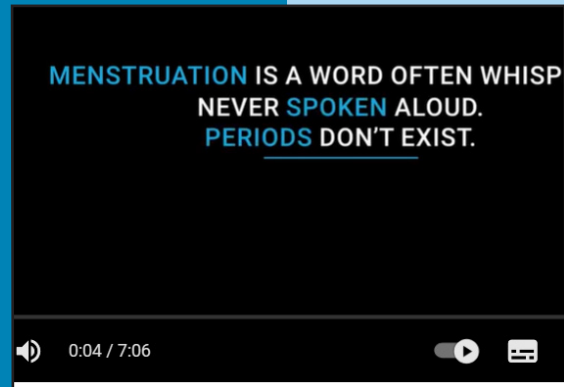 MENSTRUATION IS A WORD OFTEN WHISP
NEVER SPOKEN ALOUD.
PERIODS DON'T EXIST.
0:04 / 7:06